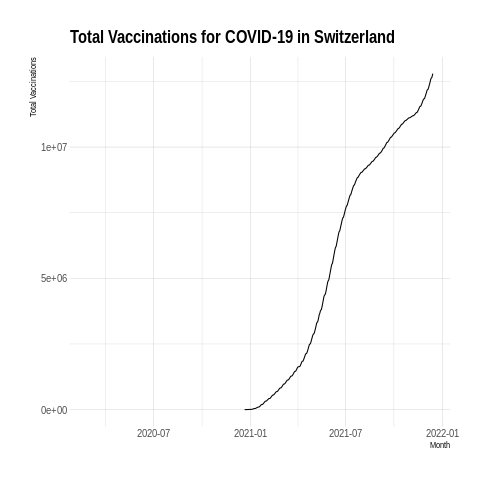 Total Vaccinations for COVID-19 in Switzerland
Total Vaccinations
1e+07
5e+06
0e+00
2020-07 2021-01 2021-07 2022-01
Month